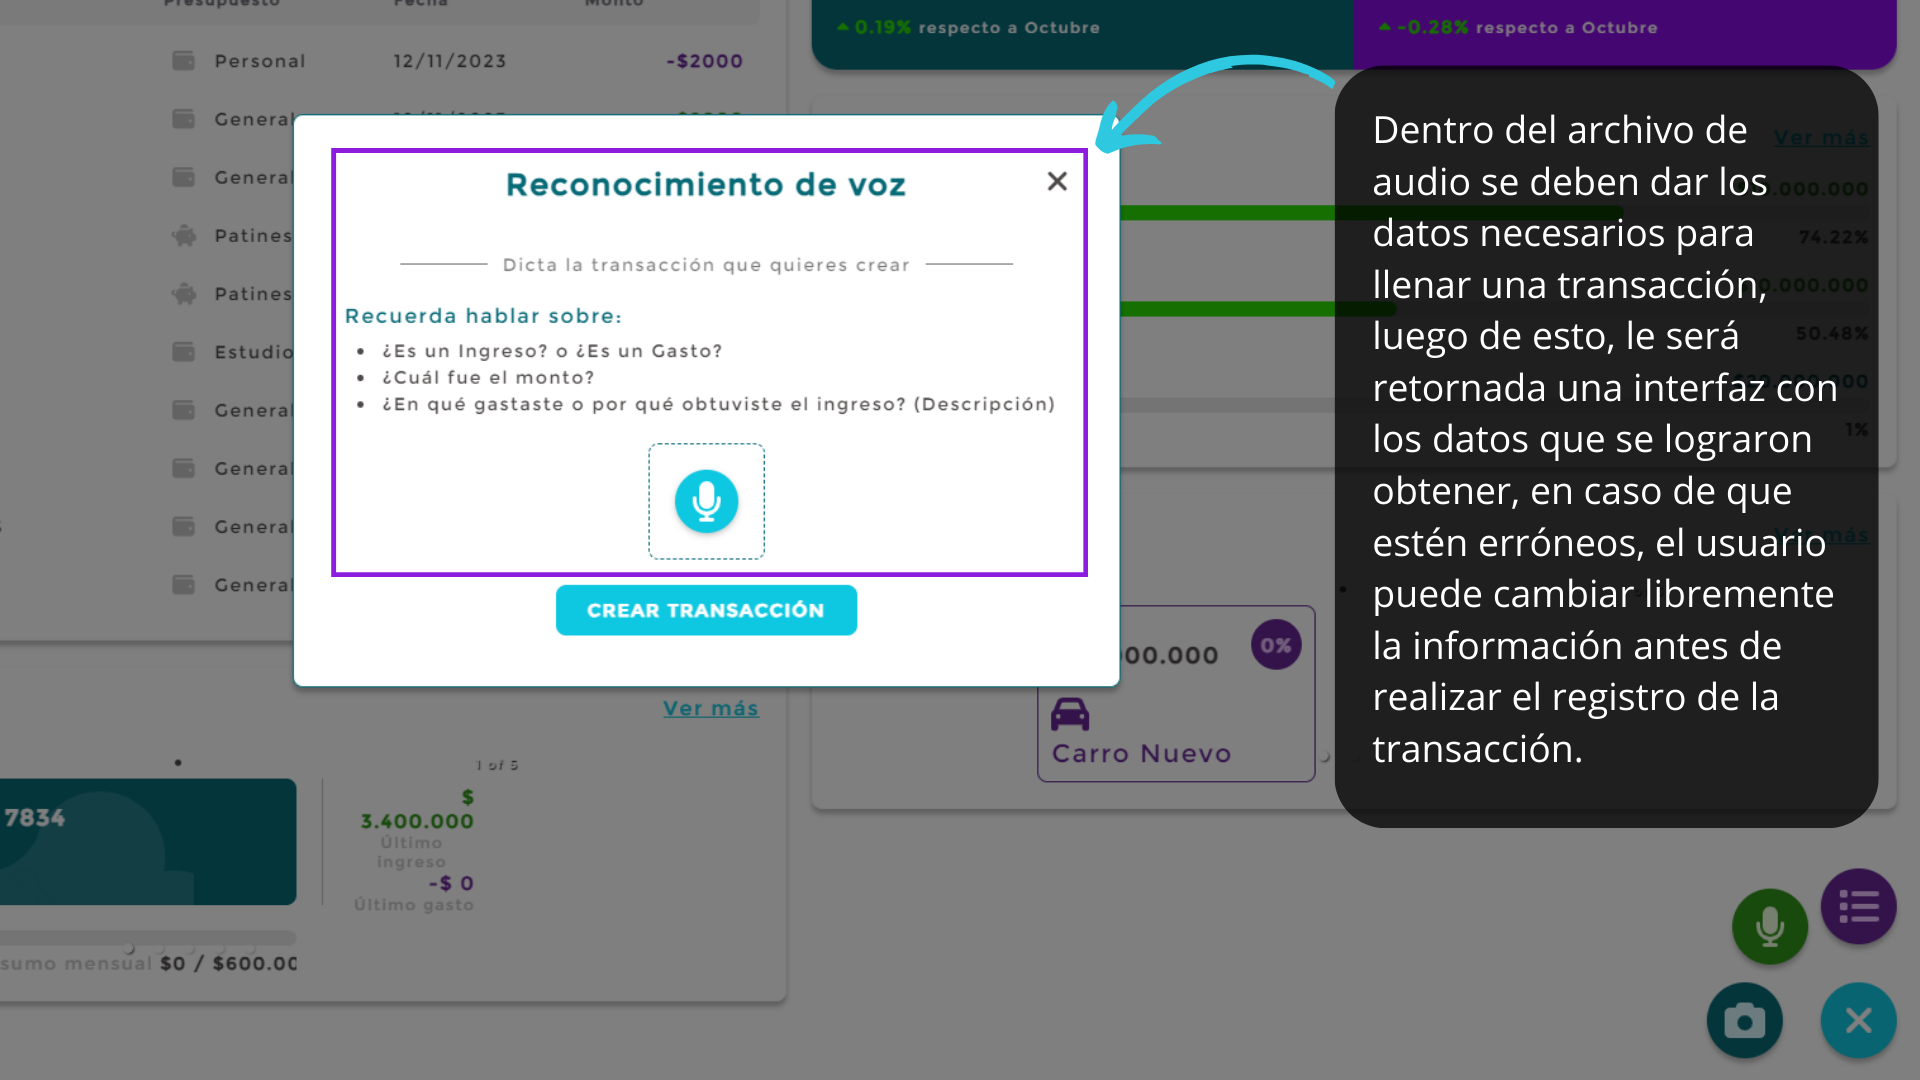 Presupuesto Fecha Monto
Personal 12/11/2023 -$2000
General
General
Patines
Patines
Estudio
General
General
General
General
0.19% respecto a Octubre
-0.28% respecto a Octubre
Reconocimiento de voz
Dicta la transacción que quieres crear
Recuerda hablar sobre:
• ¿Es un Ingreso? o ¿Es un Gasto?
• ¿Cuál fue el monto?
• ¿En qué gastaste o por qué obtuviste el ingreso? (Descripción)
CREAR TRANSACCIÓN
Dentro del archivo de
audio se deben dar los
datos necesarios para
llenar una transacción,
luego de esto, le será
retornada una interfaz con
los datos que se lograron
obtener, en caso de que
estén erróneos, el usuario
puede cambiar libremente
la información antes de
realizar el registro de la
transacción.
Ver más
.000.000
74.22%
0.000.000
50.48%
1%
Ver más
00.000
0%
Carro Nuevo
Ver más
1 of 5
7834
$
3.400.000
Último
ingreso
-$ 0
Último gasto
sumo mensual $0 / $600.00